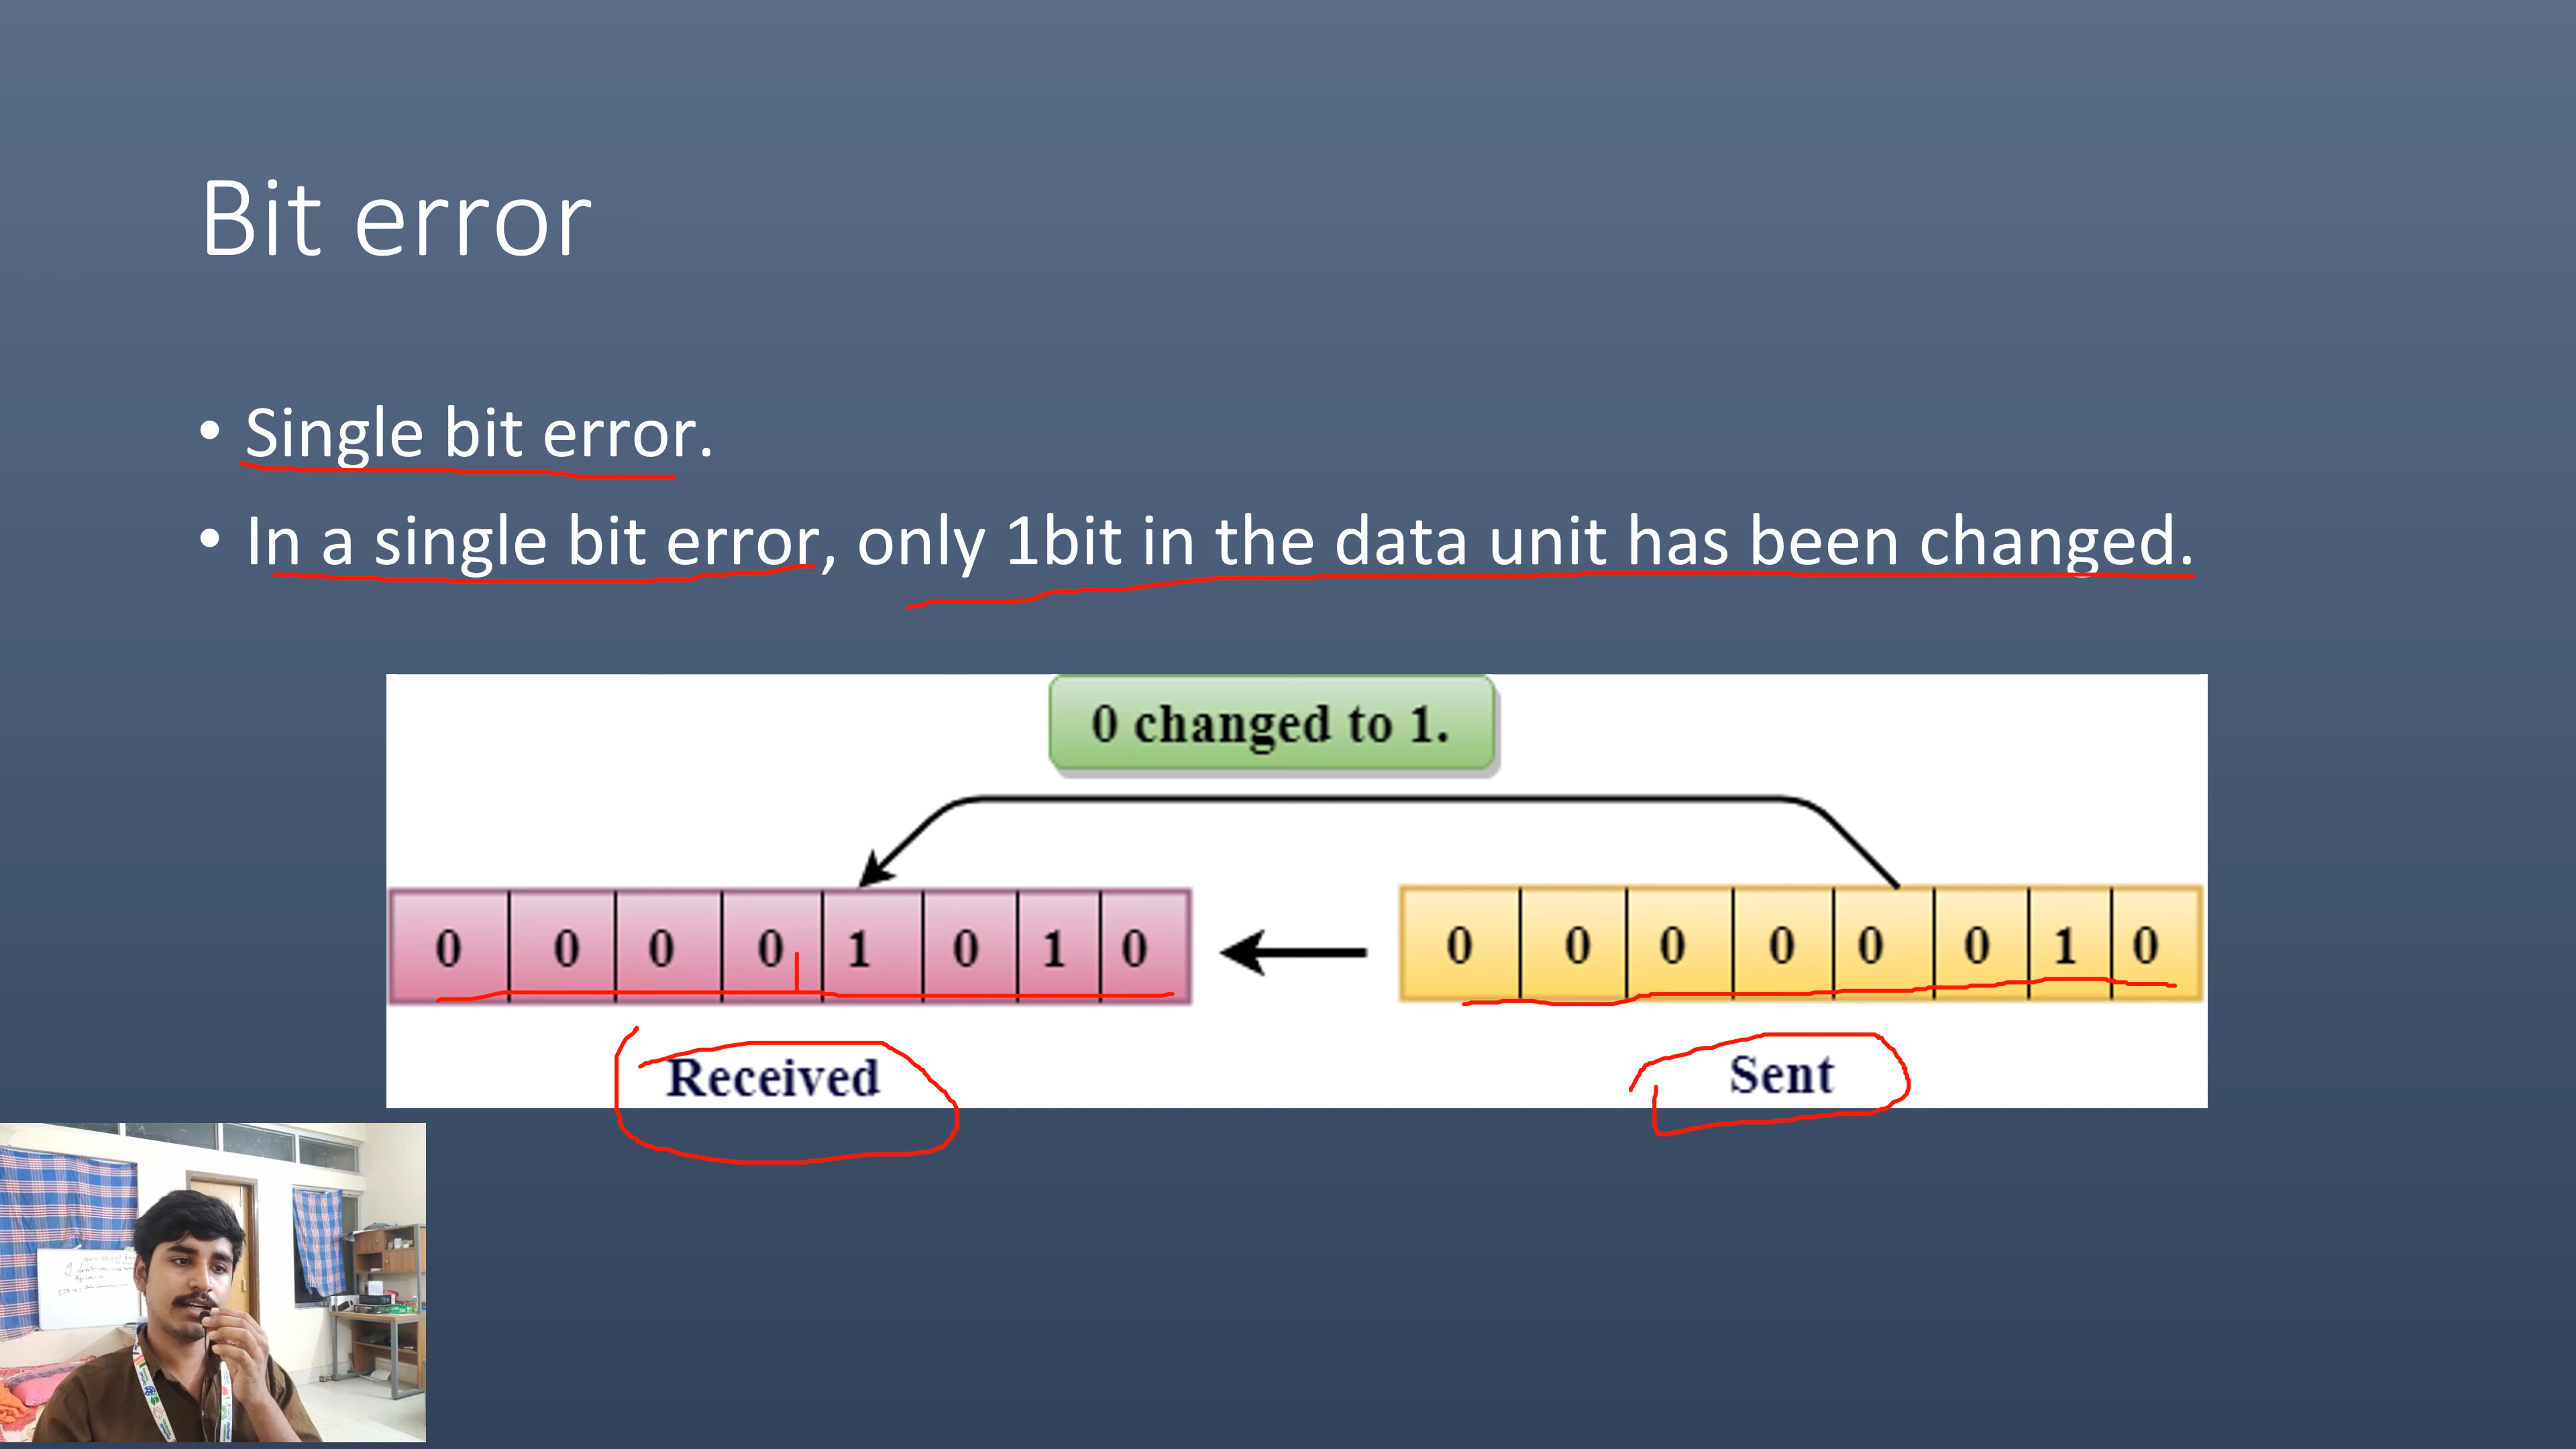 Bit error
• Single bit error.
• In a single bit error, only 1bit in the data unit has been changed.
0 changed to 1.
0 0 0 0 1 0 1 0
0 0 0 0 0 0 1 0
Received
Sent